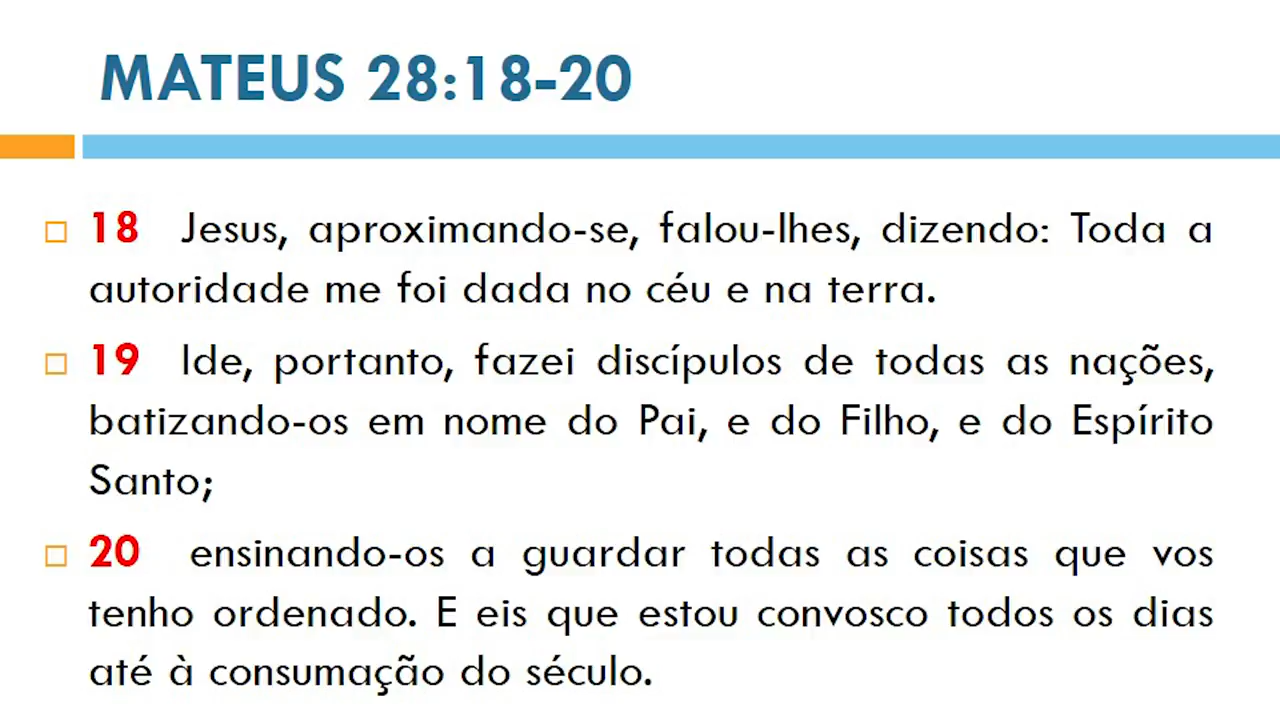 MATEUS 28:18-20
18 Jesus, aproximando-se, falou-lhes, dizendo: Toda a
autoridade me foi dada no céu e na terra.
19 Ide, portanto, fazei discípulos de todas as nações,
batizando-os em nome do Pai, e do Filho, e do Espírito
Santo;
20 ensinando-os a guardar todas as coisas que vos
tenho ordenado. E eis que estou convosco todos os dias
até à consumação do século.